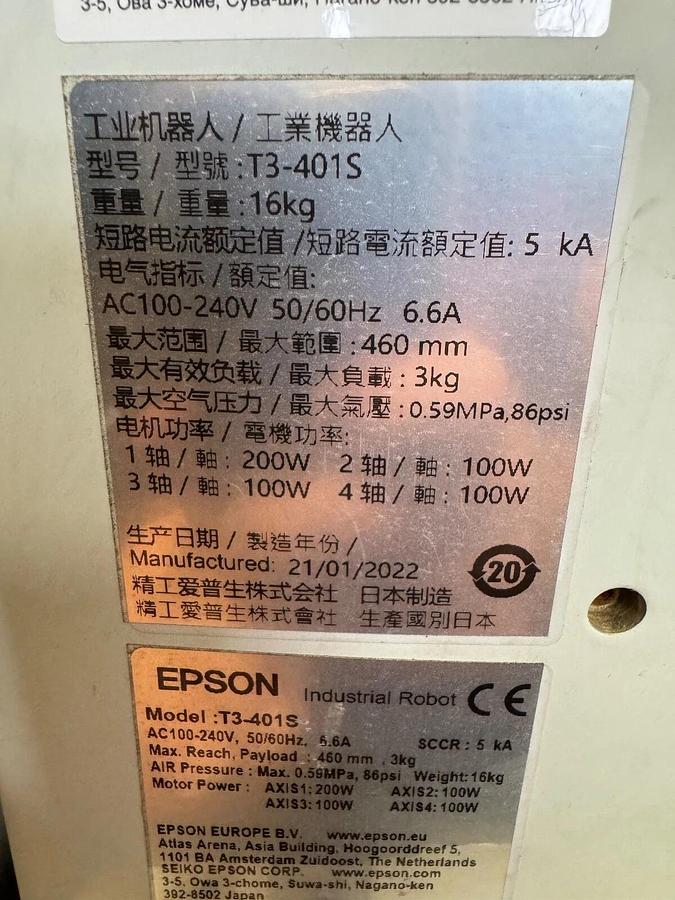 3-5, Ова 3-хоме, Сува-ши,
工业机器人 / 工業機器人
型号 / 型號 :T3-401S
重量 / 重量 :16kg
短路电流额定值 /短路電流額定值: 5 kA
电气指标 / 額定值:
AC100-240V 50/60Hz 6.6A
最大范围 / 最大範圍 :460 mm
最大有效负载 / 最大負載 : 3kg
最大空气压力 / 最大氣壓 : 0.59MPa,86psi
电机功率 / 電機功率:
1 轴 / 軸 : 200W 2 轴 / 軸 : 100W
3 轴 / 軸 : 100W 4 轴 / 軸 : 100W
生产日期 / 製造年份 /
Manufactured: 21/01/2022
20
精工爱普生株式会社 日本制造
精工愛普生株式會社 生產國別日本
EPSON Industrial Robot CE
Model :T3-401S
AC100-240V, 50/60Hz, 6.6A SCCR : 5 kA
Max. Reach, Payload : 460 mm , 3kg
AIR Pressure : Max. 0.59MPa, 86psi Weight:16kg
Motor Power : AXIS1: 200W AXIS2: 100W
AXIS3: 100W AXIS4: 100W
EPSON EUROPE B.V. www.epson.eu
Atlas Arena, Asia Building, Hoogoorddreef 5,
1101 BA Amsterdam Zuidoost, The Netherlands
SEIKO EPSON CORP. www.epson.com
3-5, Owa 3-chome, Suwa-shi, Nagano-ken
392-8502 Japan